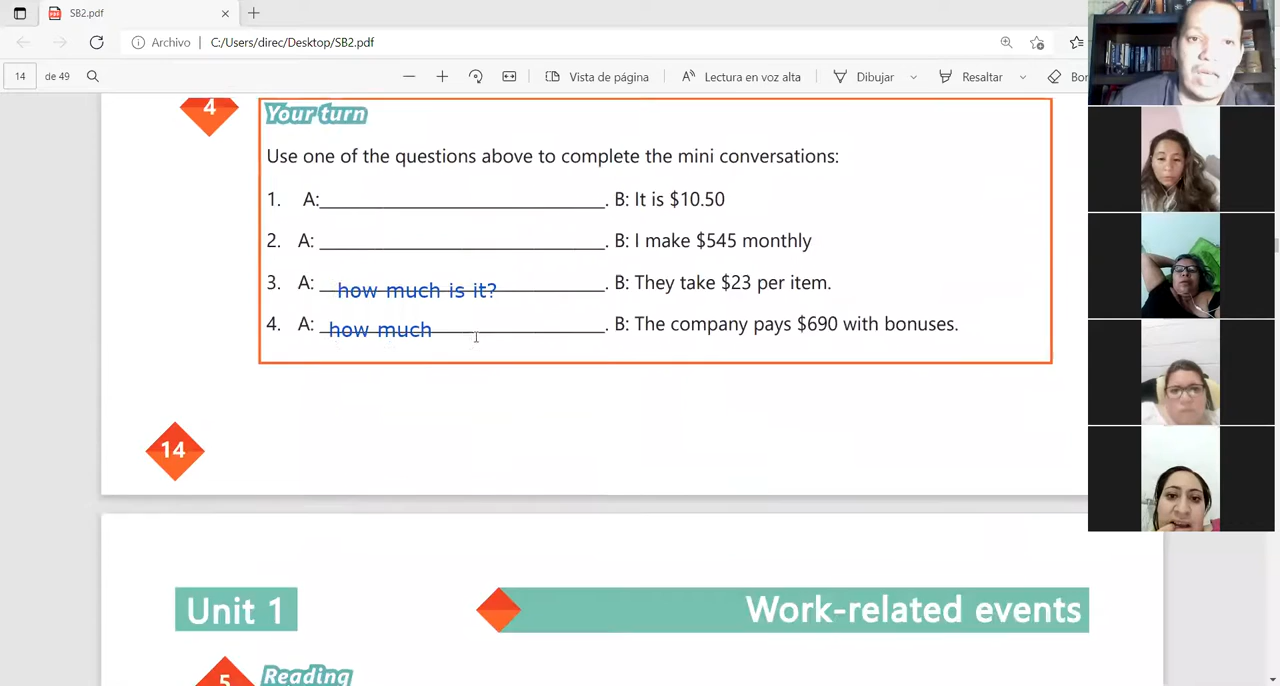 SB2.pdf
Archivo C:/Users/direc/Desktop/SB2.pdf
14 de 49 Vista de página Lectura en voz alta Dibujar Resaltar Bor
4 Your turn
Use one of the questions above to complete the mini conversations:
1. A:__________________________. B: It is $10.50
2. A: __________________________. B: I make $545 monthly
3. A: how much is it? . B: They take $23 per item.
4. A: how much . B: The company pays $690 with bonuses.
14
Unit 1 Work-related events
5 Reading